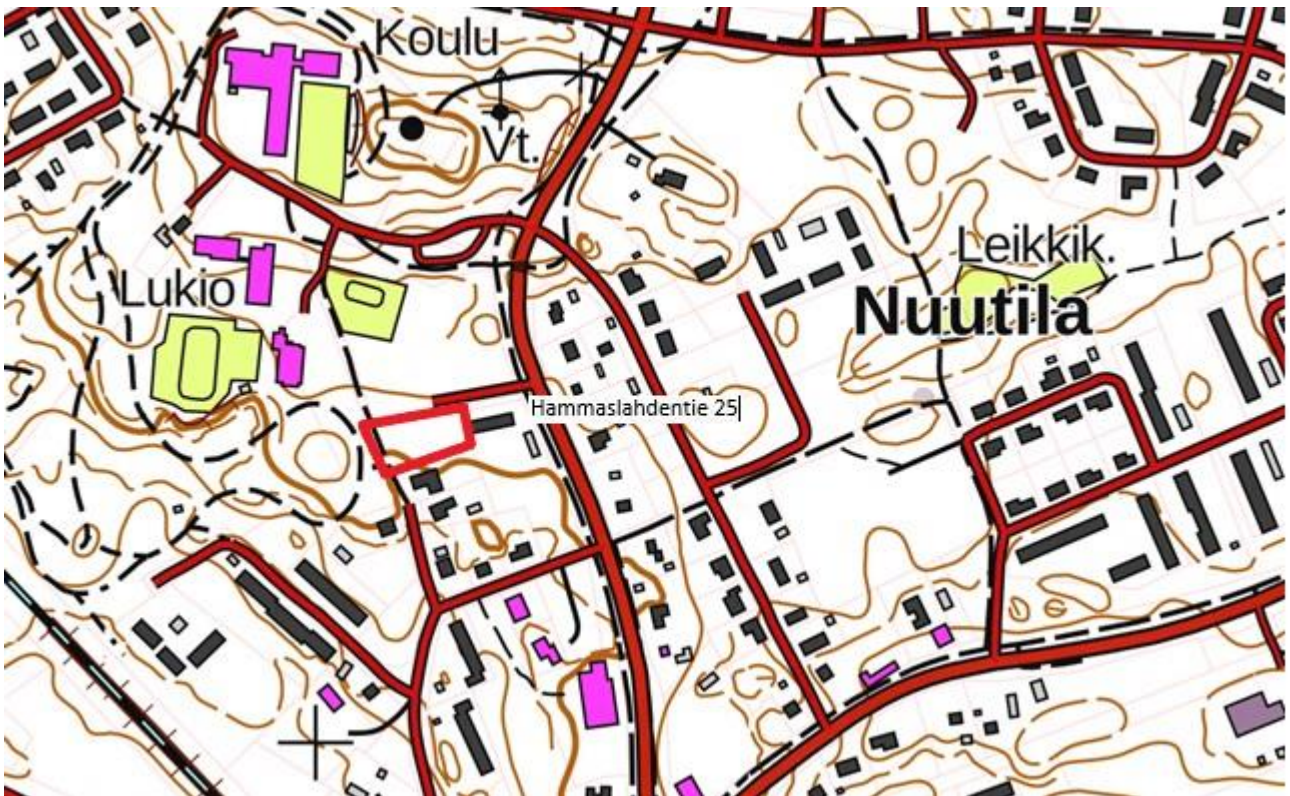 Koulu
Vt.
Leikkik.
Lukio
Nuutila
Hammaslahdentie 25